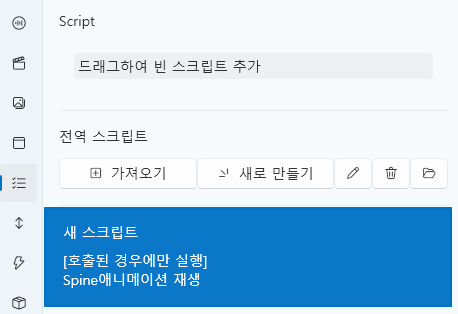 Script
드래그하여 빈 스크립트 추가
전역 스크립트
가져오기 새로 만들기
새 스크립트
[호출된 경우에만 실행]
Spine애니메이션 재생